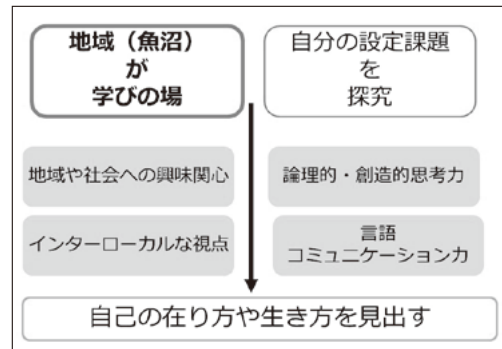 地域（魚沼）
が
学びの場
自分の設定課題
を
探究
地域や社会への興味関心
論理的・創造的思考力
インターローカルな視点
言語
コミュニケーション力
自己の在り方や生き方を見出す